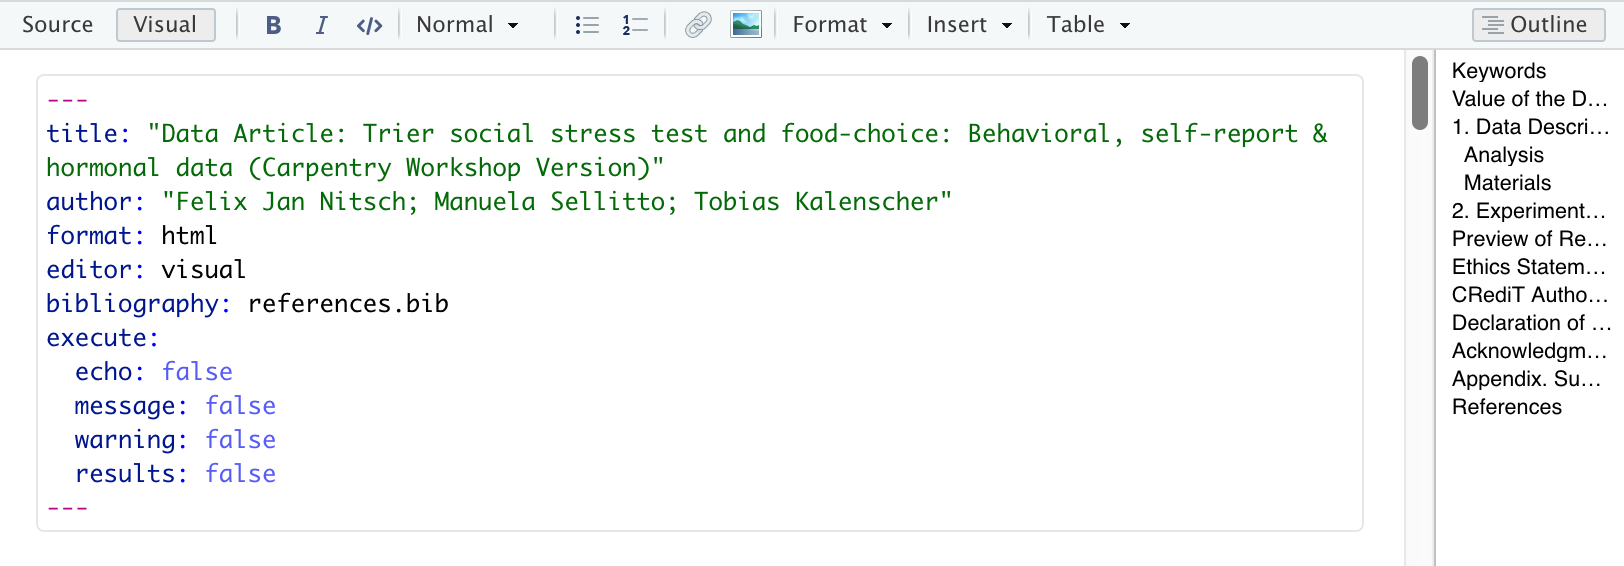 Source Visual B I </> Normal Format Insert Table Outline
---
title: "Data Article: Trier social stress test and food-choice: Behavioral, self-report &
hormonal data (Carpentry Workshop Version)"
author: "Felix Jan Nitsch; Manuela Sellitto; Tobias Kalenscher"
format: html
editor: visual
bibliography: references.bib
execute:
  echo: false
  message: false
  warning: false
  results: false
---
Keywords
Value of the D...
1. Data Descri...
Analysis
Materials
2. Experiment...
Preview of Re...
Ethics Statem...
CRediT Autho...
Declaration of ...
Acknowledgm...
Appendix. Su...
References